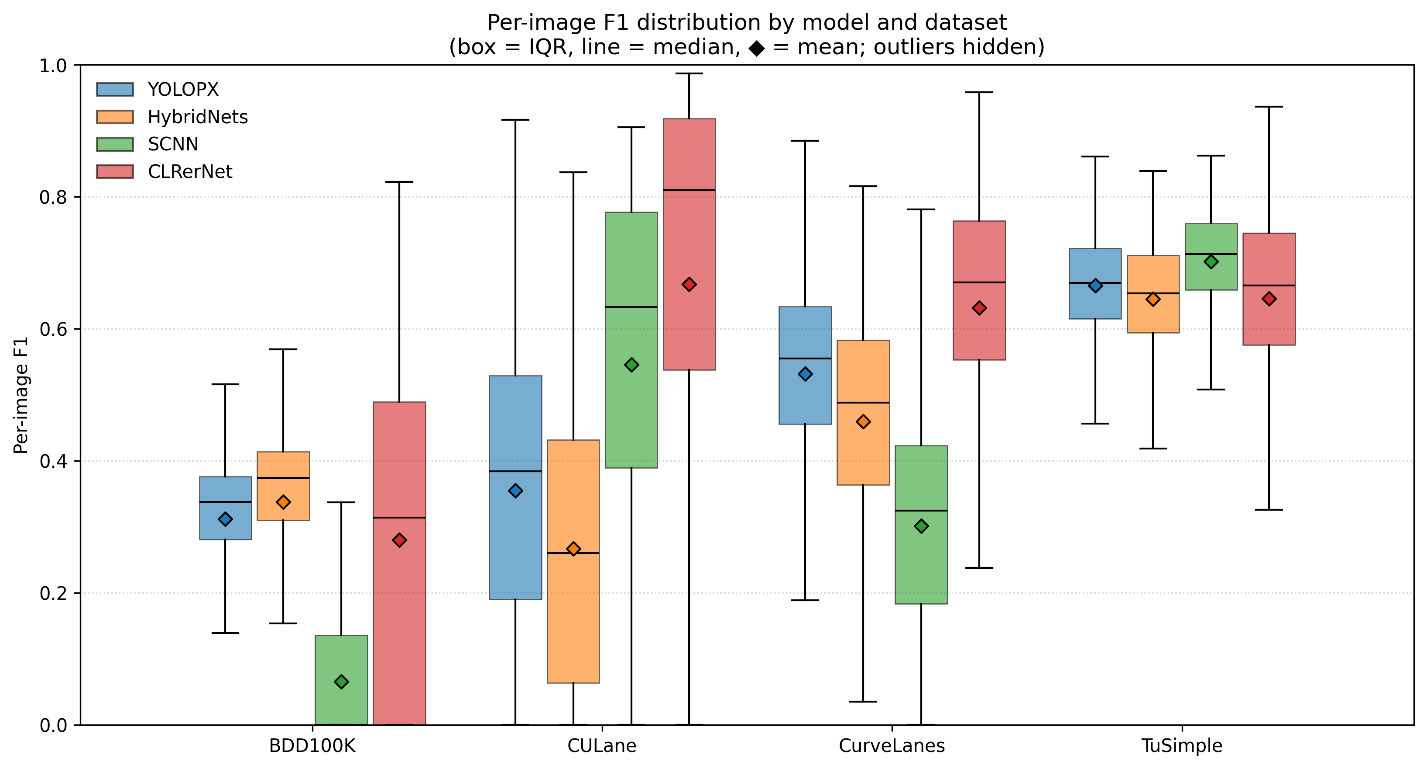 Per-image F1 distribution by model and dataset
(box = IQR, line = median, ◆ = mean; outliers hidden)
YOLOPX
HybridNets
SCNN
CLRerNet
Per-image F1
1.0
0.8
0.6
0.4
0.2
0.0
BDD100K
CULane
CurveLanes
TuSimple